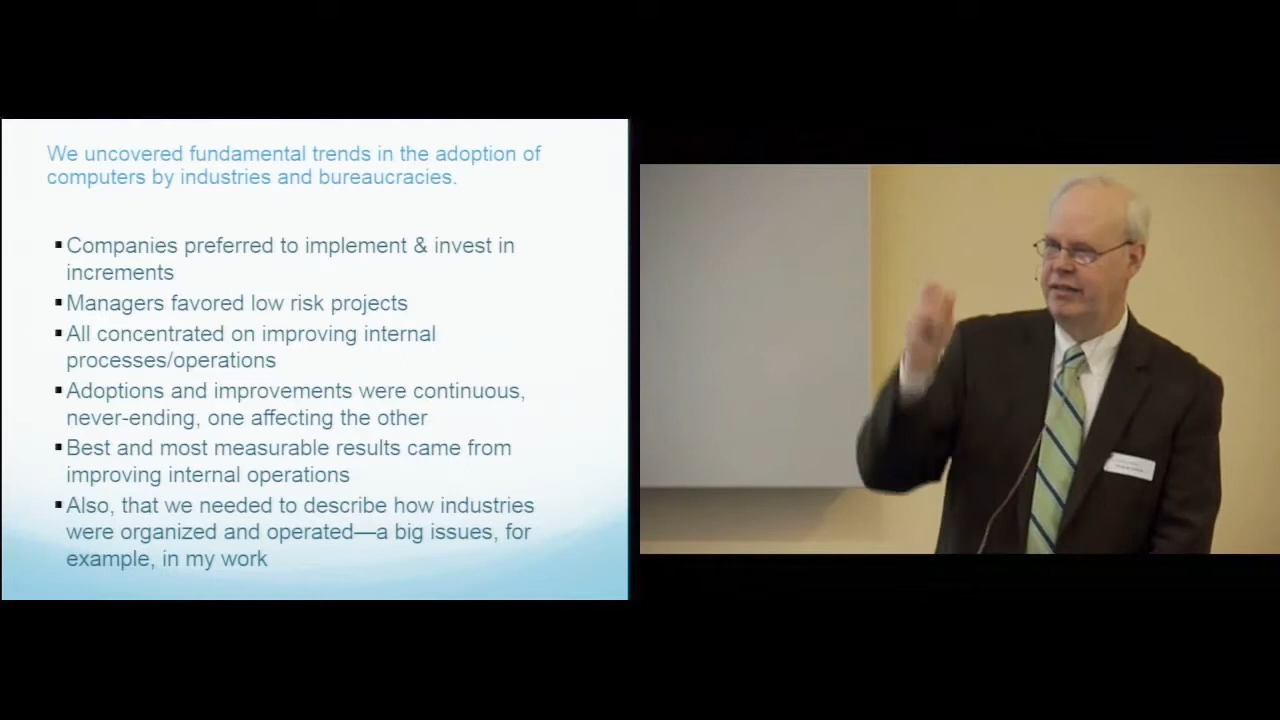 We uncovered fundamental trends in the adoption of
computers by industries and bureaucracies.
▪Companies preferred to implement & invest in
increments
▪Managers favored low risk projects
▪All concentrated on improving internal
processes/operations
▪Adoptions and improvements were continuous,
never-ending, one affecting the other
▪Best and most measurable results came from
improving internal operations
▪Also, that we needed to describe how industries
were organized and operated—a big issues, for
example, in my work